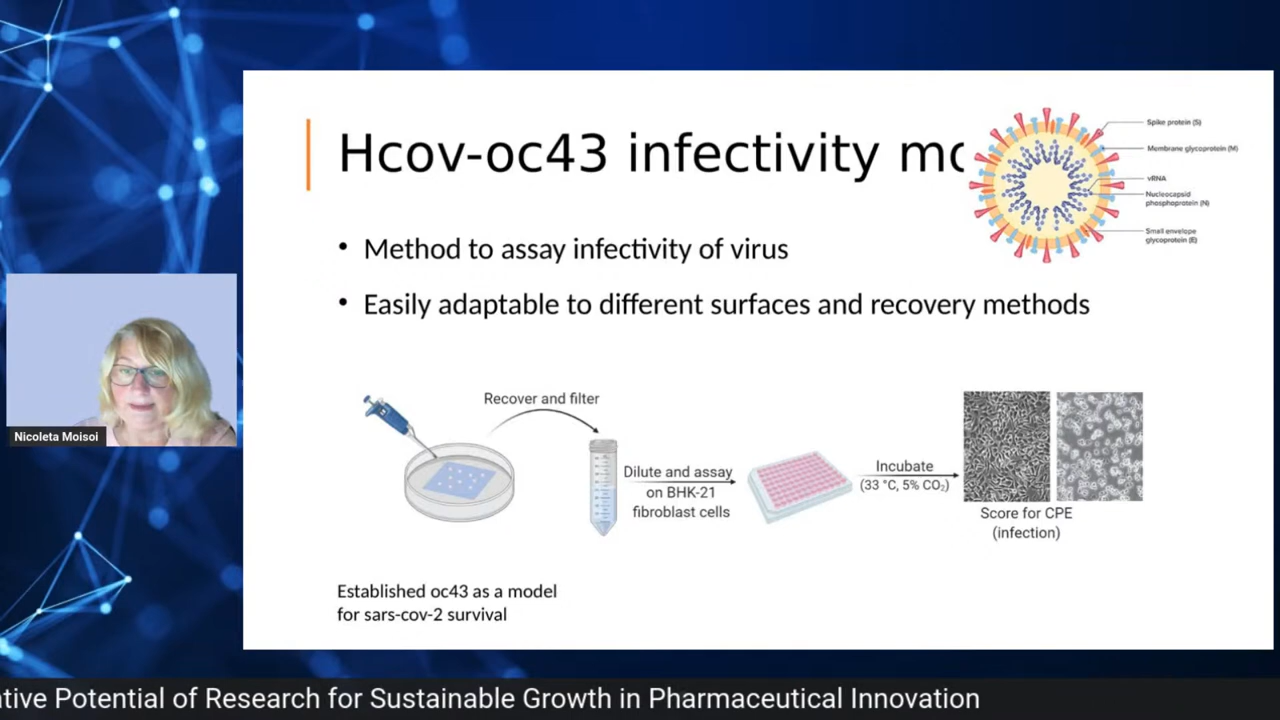 Hcov-oc43 infectivity mo
Spike protein (S)
Membrane glycoprotein (M)
vRNA
Nucleocapsid
phosphoprotein (N)
Small envelope
glycoprotein (E)
• Method to assay infectivity of virus
• Easily adaptable to different surfaces and recovery methods
Recover and filter
Dilute and assay
on BHK-21
fibroblast cells
Incubate
(33 °C, 5% CO₂)
Score for CPE
(infection)
Established oc43 as a model
for sars-cov-2 survival
Nicoleta Moisoi
ative Potential of Research for Sustainable Growth in Pharmaceutical Innovation